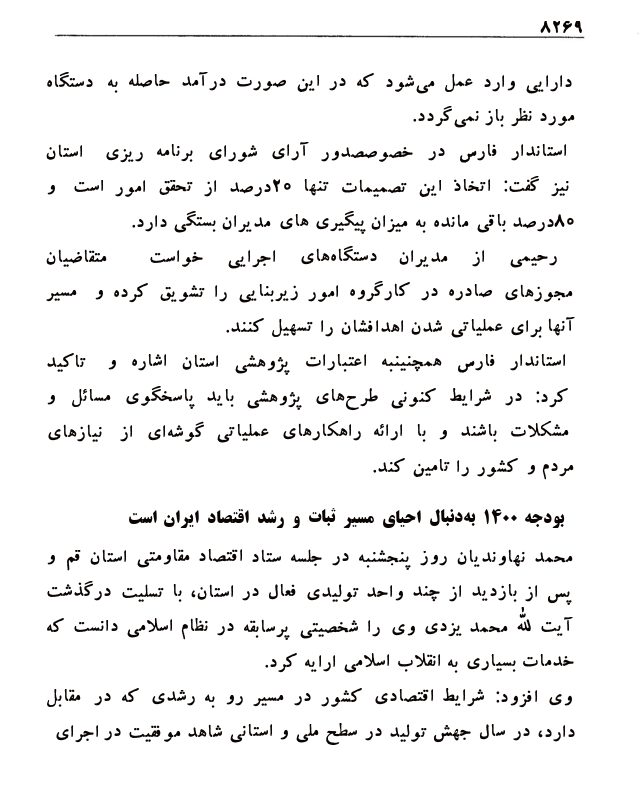 ۸۲۶۹
دارایی وارد عمل می‌شود که در این صورت درآمد حاصله به دستگاه
مورد نظر باز نمی‌گردد.
استاندار فارس در خصوصصدور آرای شورای برنامه ریزی استان
نیز گفت: اتخاذ این تصمیمات تنها ۲۰درصد از تحقق امور است و
۸۰درصد باقی مانده به میزان پیگیری های مدیران بستگی دارد.
رحیمی از مدیران دستگاه‌های اجرایی خواست متقاضیان
مجوزهای صادره در کارگروه امور زیربنایی را تشویق کرده و مسیر
آنها برای عملیاتی شدن اهدافشان را تسهیل کنند.
استاندار فارس همچنینبه اعتبارات پژوهشی استان اشاره و تاکید
کرد: در شرایط کنونی طرح‌های پژوهشی باید پاسخگوی مسائل و
مشکلات باشند و با ارائه راهکارهای عملیاتی گوشه‌ای از نیازهای
مردم و کشور را تامین کند.
بودجه ۱۴۰۰ به‌دنبال احیای مسیر ثبات و رشد اقتصاد ایران است
محمد نهاوندیان روز پنجشنبه در جلسه ستاد اقتصاد مقاومتی استان قم و
پس از بازدید از چند واحد تولیدی فعال در استان، با تسلیت درگذشت
آیت لله محمد یزدی وی را شخصیتی پرسابقه در نظام اسلامی دانست که
خدمات بسیاری به انقلاب اسلامی ارایه کرد.
وی افزود: شرایط اقتصادی کشور در مسیر رو به رشدی که در مقابل
دارد، در سال جهش تولید در سطح ملی و استانی شاهد موفقیت در اجرای